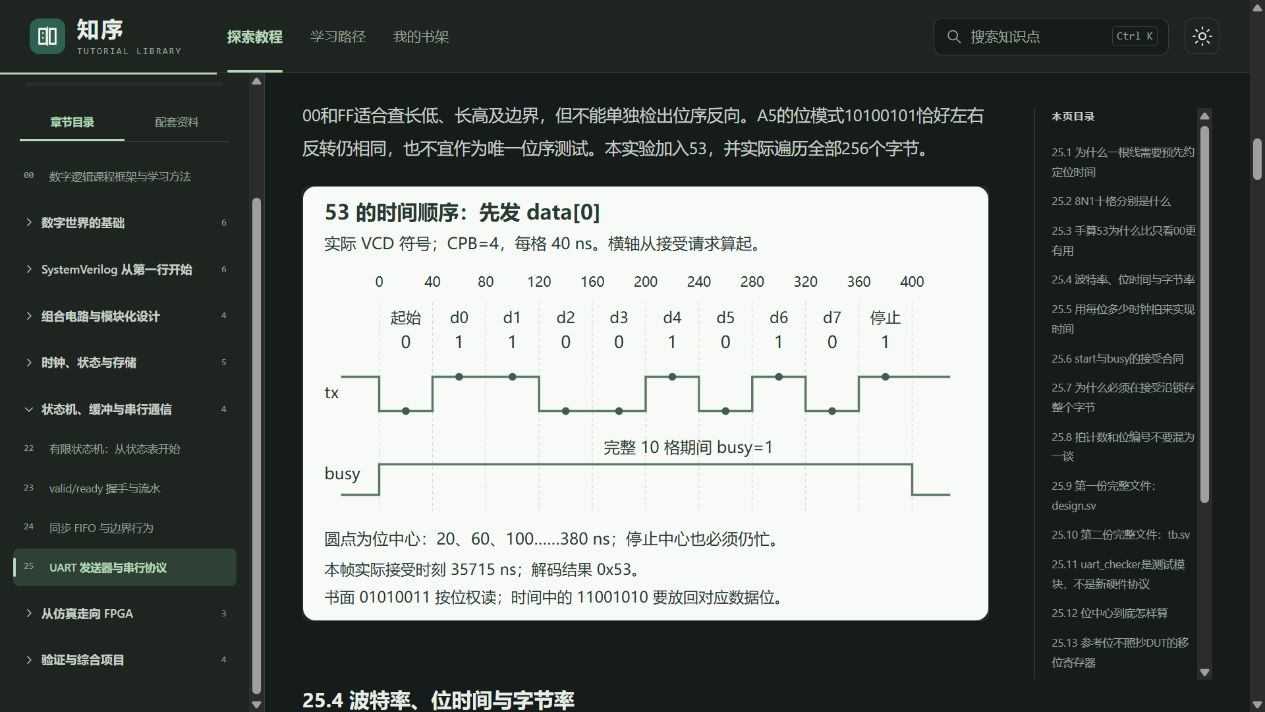 知序
TUTORIAL LIBRARY
探索教程
学习路径
我的书架
搜索知识点
Ctrl K
章节目录
配套资料
00 数字逻辑课程框架与学习方法
数字世界的基础 6
SystemVerilog 从第一行开始 6
组合电路与模块化设计 4
时钟、状态与存储 5
状态机、缓冲与串行通信 4
22 有限状态机：从状态表开始
23 valid/ready 握手与流水
24 同步 FIFO 与边界行为
25 UART 发送器与串行协议
从仿真走向 FPGA 3
验证与综合项目 4
00和FF适合查长低、长高及边界，但不能单独检出位序反向。A5的位模式10100101恰好左右
反转仍相同，也不宜作为唯一位序测试。本实验加入53，并实际遍历全部256个字节。
53 的时间顺序：先发 data[0]
实际 VCD 符号；CPB=4，每格 40 ns。横轴从接受请求算起。
0 40 80 120 160 200 240 280 320 360 400
起始 d0 d1 d2 d3 d4 d5 d6 d7 停止
0 1 1 0 0 1 0 1 0 1
tx
完整 10 格期间 busy=1
busy
圆点为位中心：20、60、100……380 ns；停止中心也必须仍忙。
本帧实际接受时刻 35715 ns；解码结果 0x53。
书面 01010011 按位权读；时间中的 11001010 要放回对应数据位。
25.4 波特率、位时间与字节率
本页目录
25.1 为什么一根线需要预先约
定位时间
25.2 8N1十格分别是什么
25.3 手算53为什么比只看00更
有用
25.4 波特率、位时间与字节率
25.5 用每位多少时钟拍来实现
时间
25.6 start与busy的接受合同
25.7 为什么必须在接受沿锁存
整个字节
25.8 拍计数和位编号不要混为
一谈
25.9 第一份完整文件：
design.sv
25.10 第二份完整文件：tb.sv
25.11 uart_checker是测试模
块，不是新硬件协议
25.12 位中心到底怎样算
25.13 参考位不照抄DUT的移
位寄存器